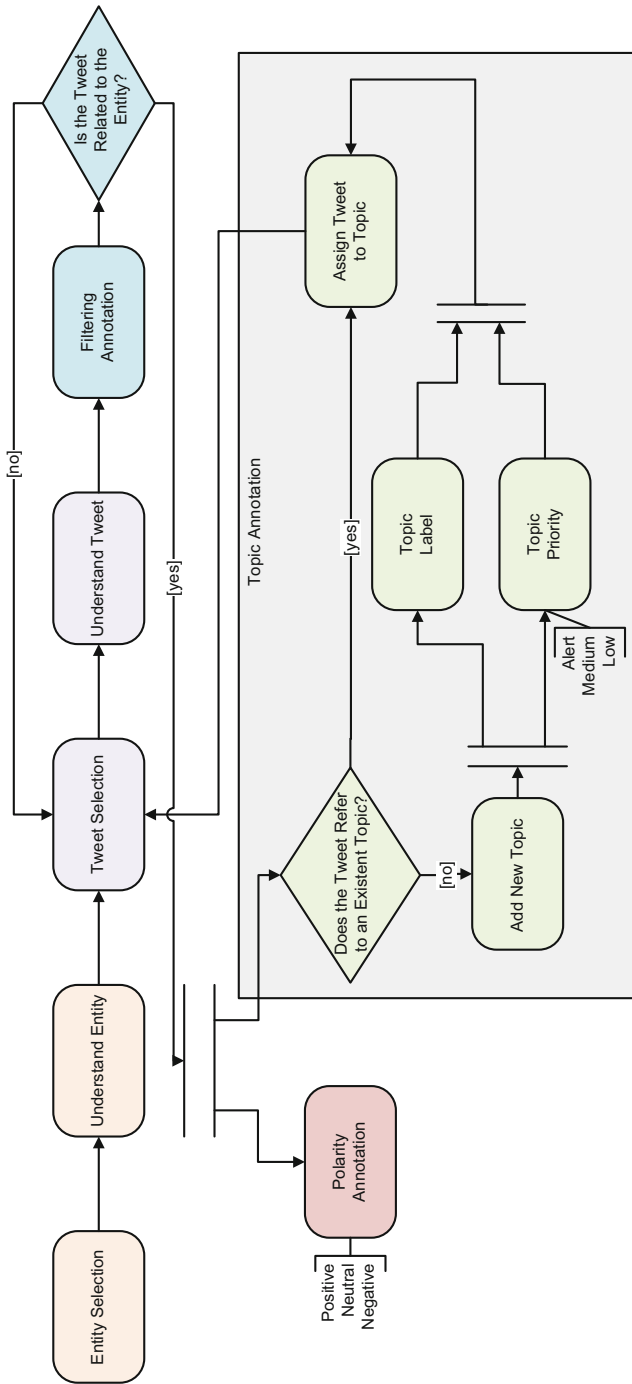 Entity Selection
Understand Entity
Tweet Selection
Understand Tweet
Filtering
Annotation
Is the Tweet
Related to the
Entity?
[no]
[yes]
Polarity
Annotation
Positive
Neutral
Negative
Topic Annotation
Does the Tweet Refer
to an Existent Topic?
[yes]
[no]
Assign Tweet
to Topic
Add New Topic
Topic
Label
Topic
Priority
Alert
Medium
Low